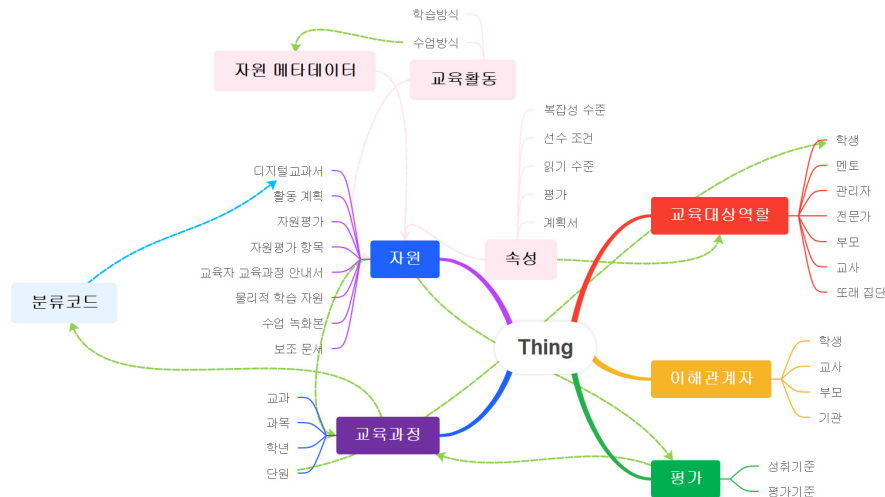 학습방식
수업방식
자원 메타데이터
교육활동
복잡성 수준
선수 조건
읽기 수준
평가
계획서
속성
디지털교과서
활동 계획
자원평가
자원평가 항목
교육자 교육과정 안내서
물리적 학습 자원
수업 녹화본
보조 문서
자원
분류코드
Thing
교육대상역할
학생
멘토
관리자
전문가
부모
교사
또래 집단
이해관계자
학생
교사
부모
기관
교과
과목
학년
단원
교육과정
평가
성취기준
평가기준